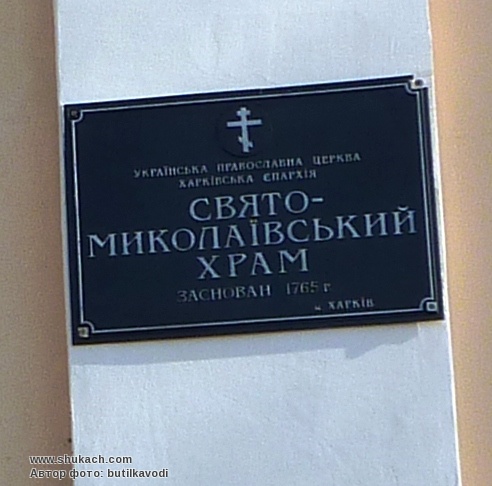 УКРАЇНСЬКА ПРАВОСЛАВНА ЦЕРКВА
ХАРКІВСЬКА ЄПАРХІЯ
СВЯТО-
МИКОЛАЇВСЬКИЙ
ХРАМ
ЗАСНОВАН 1765 г
м. ХАРКІВ
www.shukach.com
Автор фото: butilkavodi